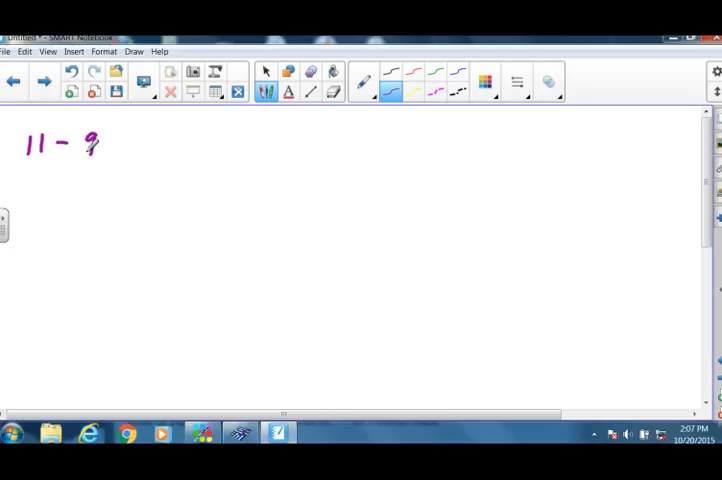 Untitled * - SMART Notebook
File Edit View Insert Format Draw Help
A
11 - 9
2:07 PM
10/20/2015